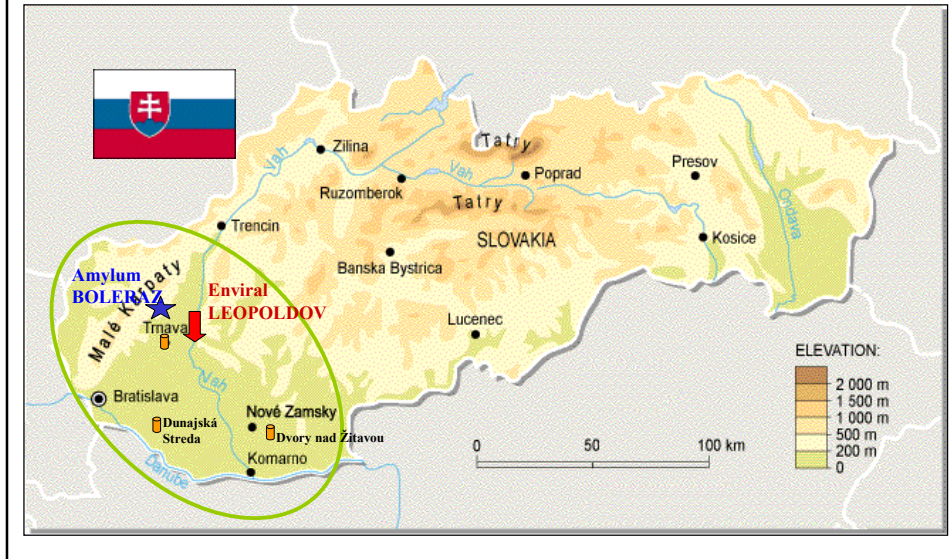 Tatry
Vah
Zilina
Vah
Poprad
Presov
Ruzomberok
Ondava
Tatry
Trencin
Kosice
SLOVAKIA
Banska Bystrica
Malé Karpaty
Amylum
BOLERAZ
Enviral
LEOPOLDOV
Trnava
Lucenec
ELEVATION:
2 000 m
1 500 m
1 000 m
500 m
200 m
0
Vah
Bratislava
Nové Zamsky
Dunajská
Streda
Dvory nad Žitavou
Komarno
Danube
0 50 100 km